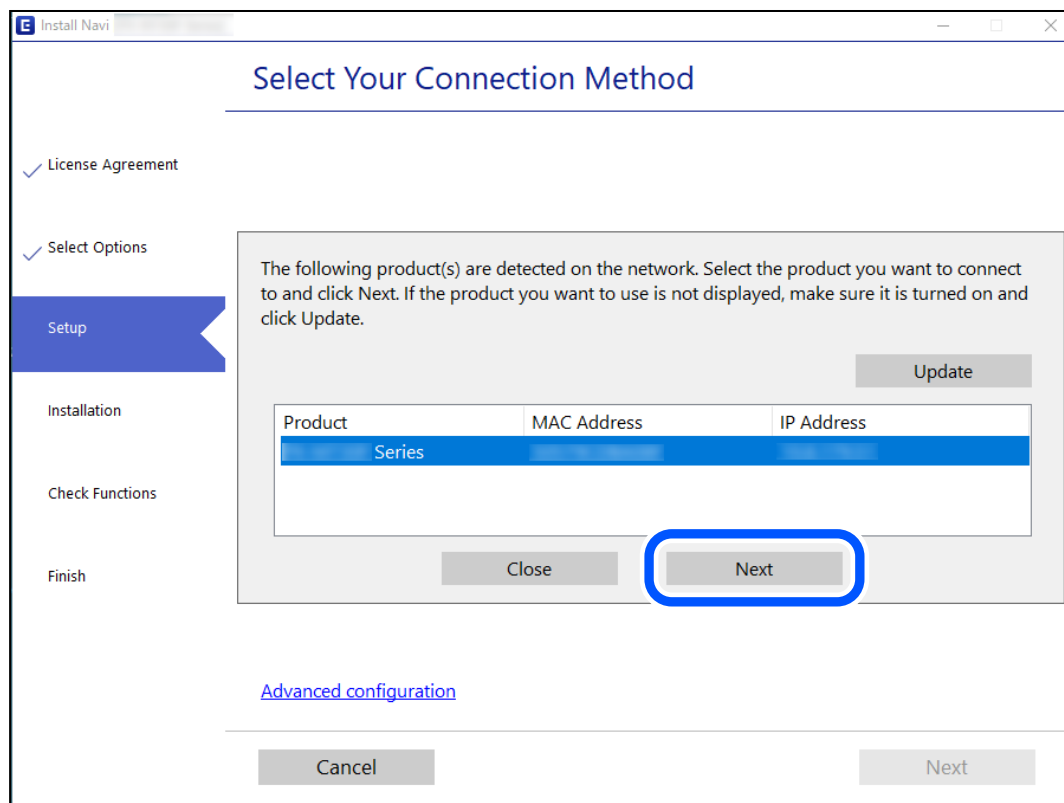 Install Navi
Select Your Connection Method
License Agreement
Select Options
Setup
Installation
Check Functions
Finish
The following product(s) are detected on the network. Select the product you want to connect
to and click Next. If the product you want to use is not displayed, make sure it is turned on and
click Update.
Update
Product MAC Address IP Address
Series
Close Next
Advanced configuration
Cancel Next